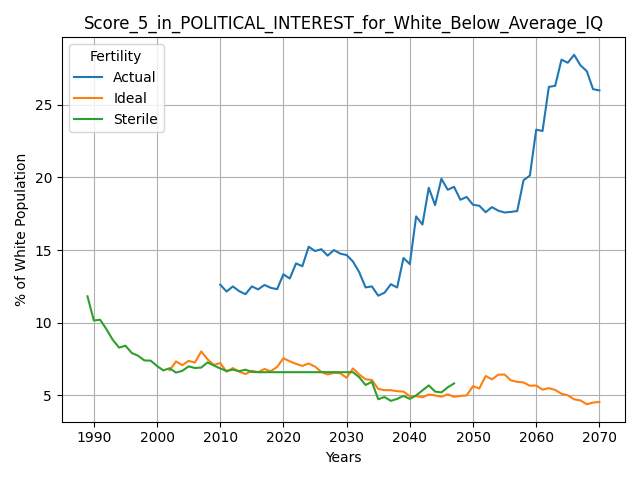 Score_5_in_POLITICAL_INTEREST_for_White_Below_Average_IQ
Fertility
Actual
Ideal
Sterile
% of White Population
25
20
15
10
5
1990 2000 2010 2020 2030 2040 2050 2060 2070
Years